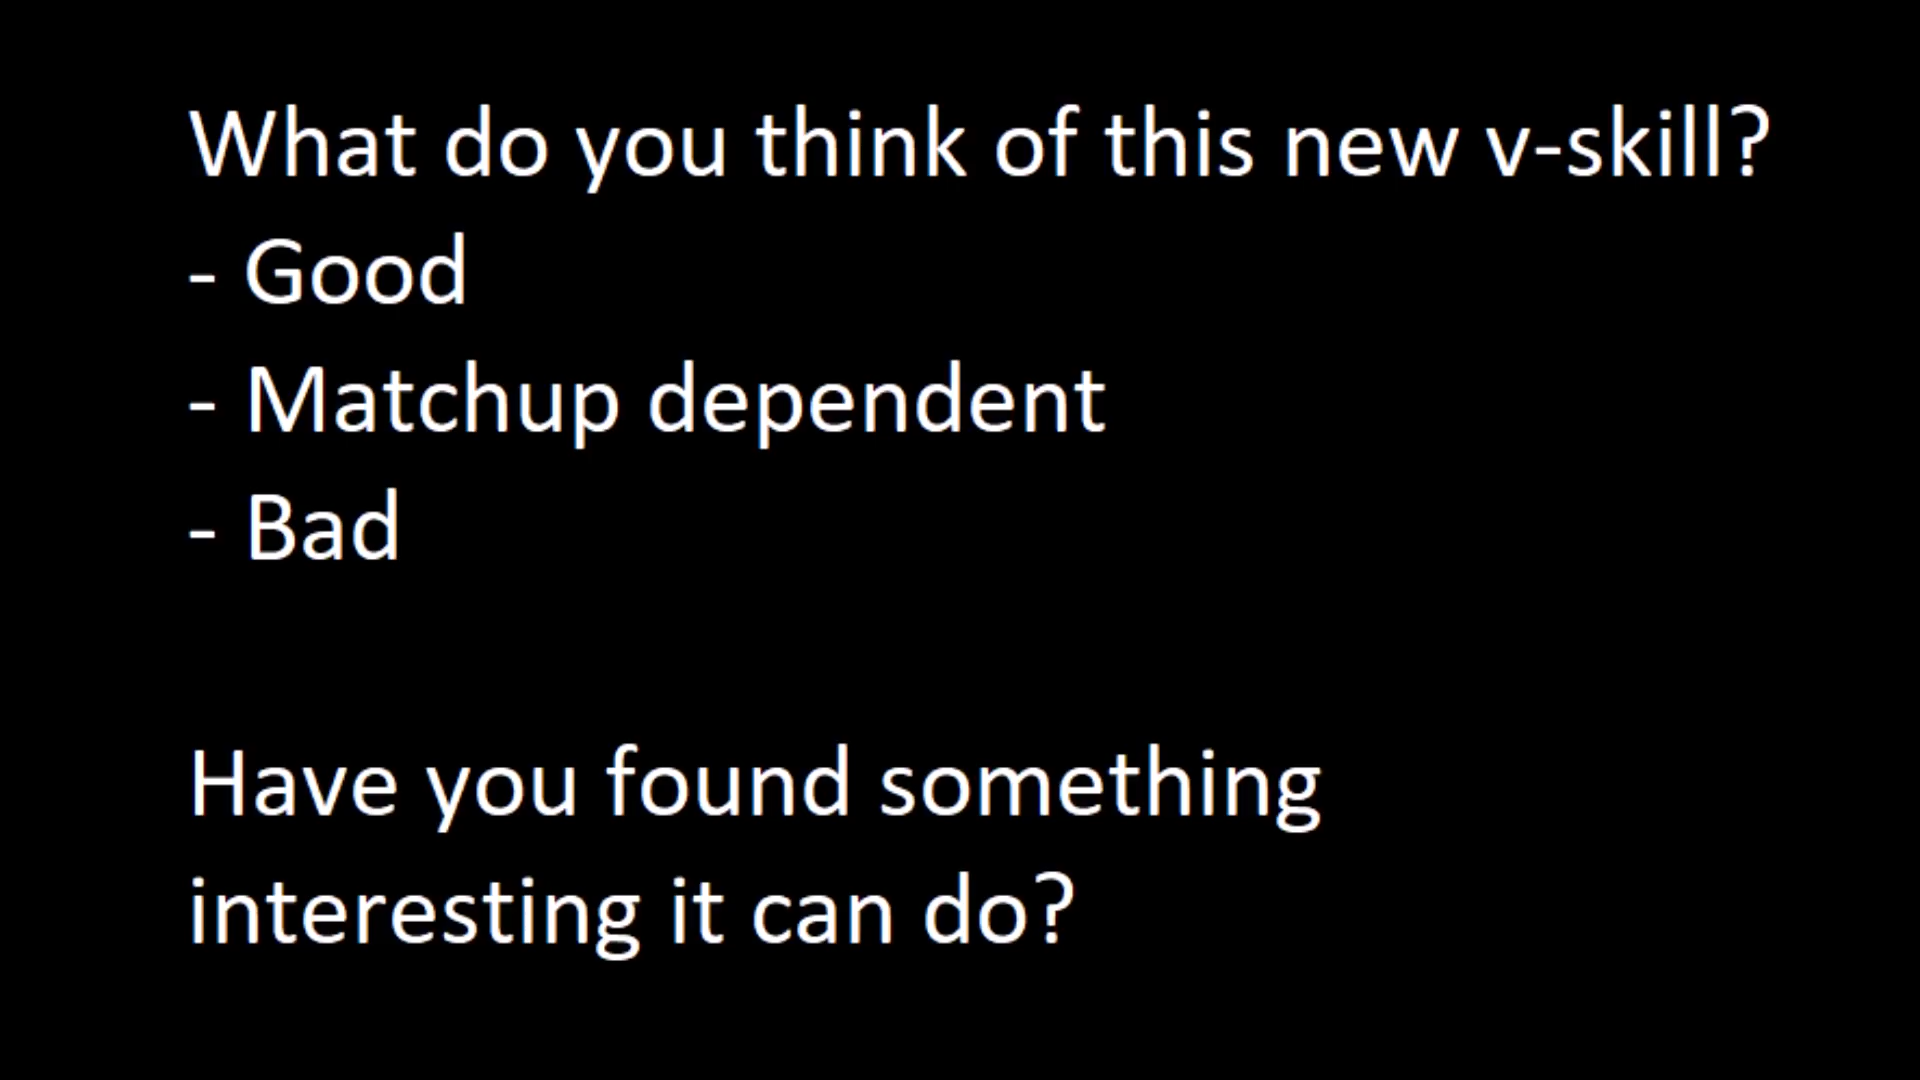 What do you think of this new v-skill?
- Good
- Matchup dependent
- Bad
Have you found something
interesting it can do?